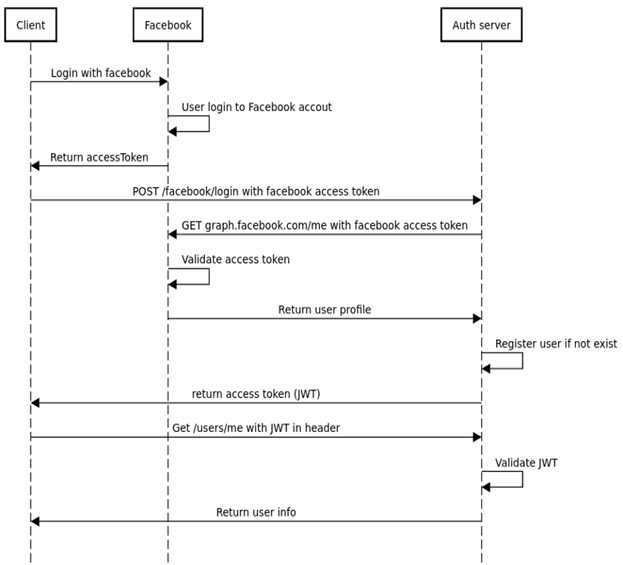 Client
Facebook
Auth server
Login with facebook
User login to Facebook accout
Return accessToken
POST /facebook/login with facebook access token
GET graph.facebook.com/me with facebook access token
Validate access token
Return user profile
Register user if not exist
return access token (JWT)
Get /users/me with JWT in header
Validate JWT
Return user info